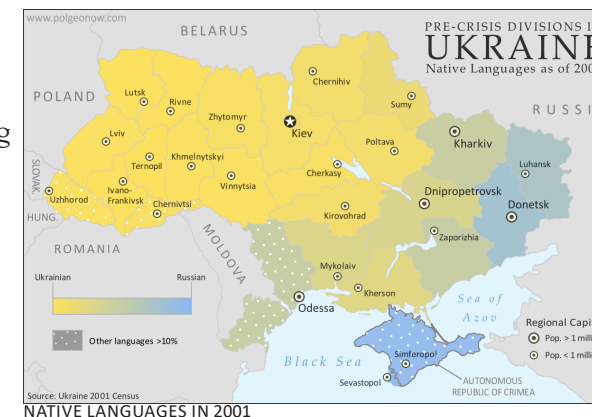 www.polgeonow.com
BELARUS
PRE-CRISIS DIVISIONS I
UKRAINE
Native Languages as of 200
POLAND
RUSSI
g
Chernihiv
Lutsk
Rivne
Sumy
Zhytomyr
Kiev
Kharkiv
Lviv
Poltava
Khmelnytskyi
Ternopil
Luhansk
SLOVAK.
Cherkasy
Ivano-
Frankivsk
Vinnytsia
Dnipropetrovsk
Uzhhorod
Chernivtsi
Kirovohrad
Donetsk
HUNG.
Zaporizhia
ROMANIA
MOLDOVA
Mykolaiv
Ukrainian
Russian
Kherson
Sea of
Azov
Odessa
Regional Capi
Other languages >10%
Pop. > 1 milli
Pop. < 1 milli
Black Sea
Simferopol
Sevastopol
AUTONOMOUS
REPUBLIC OF CRIMEA
Source: Ukraine 2001 Census
NATIVE LANGUAGES IN 2001